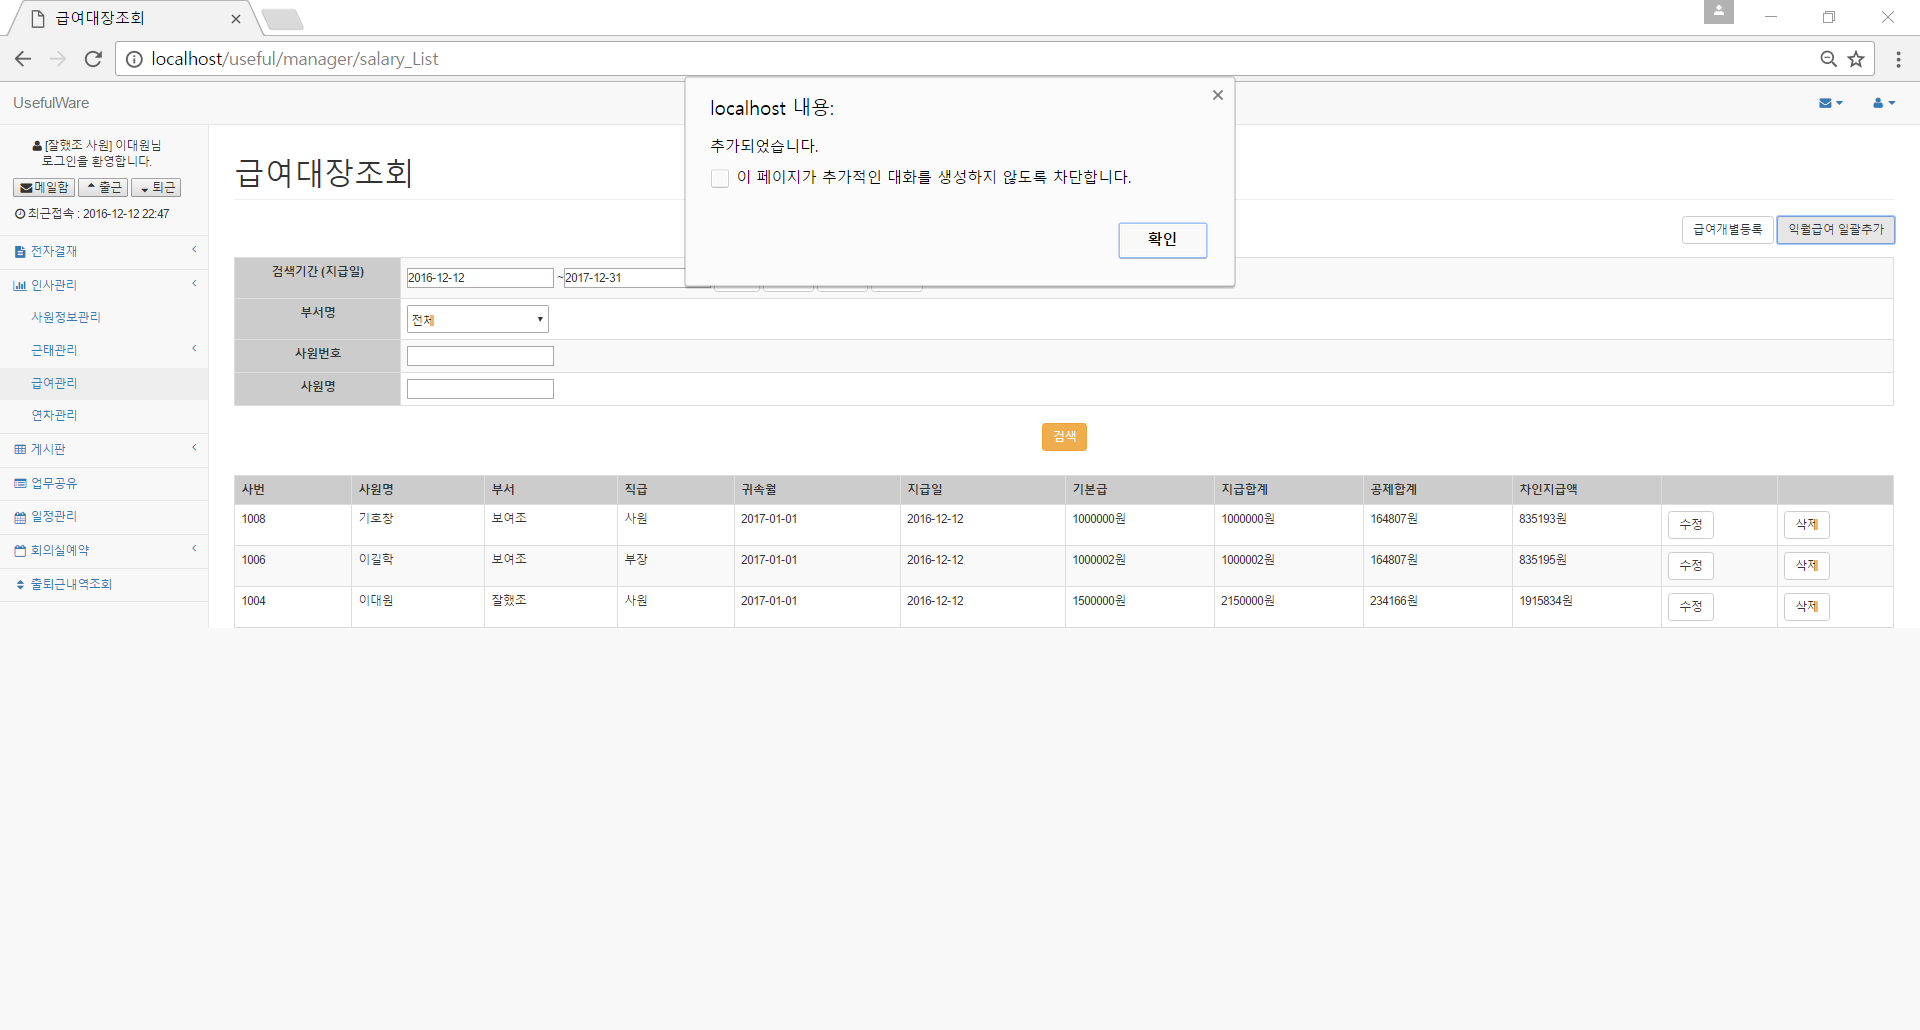 급여대장조회
localhost/useful/manager/salary_List
UsefulWare
localhost 내용:
추가되었습니다.
이 페이지가 추가적인 대화를 생성하지 않도록 차단합니다.
확인
[잘했조 사원] 이대원님
로그인을 환영합니다.
메일함 출근 퇴근
최근접속 : 2016-12-12 22:47
전자결재
인사관리
사원정보관리
근태관리
급여관리
연차관리
게시판
업무공유
일정관리
회의실예약
출퇴근내역조회
급여대장조회
급여개별등록 익월급여 일괄추가
검색기간 (지급일) 2016-12-12 ~2017-12-31
부서명 전체
사원번호
사원명
검색
사번 사원명 부서 직급 귀속월 지급일 기본급 지급합계 공제합계 차인지급액
1008 기호창 보여조 사원 2017-01-01 2016-12-12 1000000원 1000000원 164807원 835193원 수정 삭제
1006 이길학 보여조 부장 2017-01-01 2016-12-12 1000002원 1000002원 164807원 835195원 수정 삭제
1004 이대원 잘했조 사원 2017-01-01 2016-12-12 1500000원 2150000원 234166원 1915834원 수정 삭제